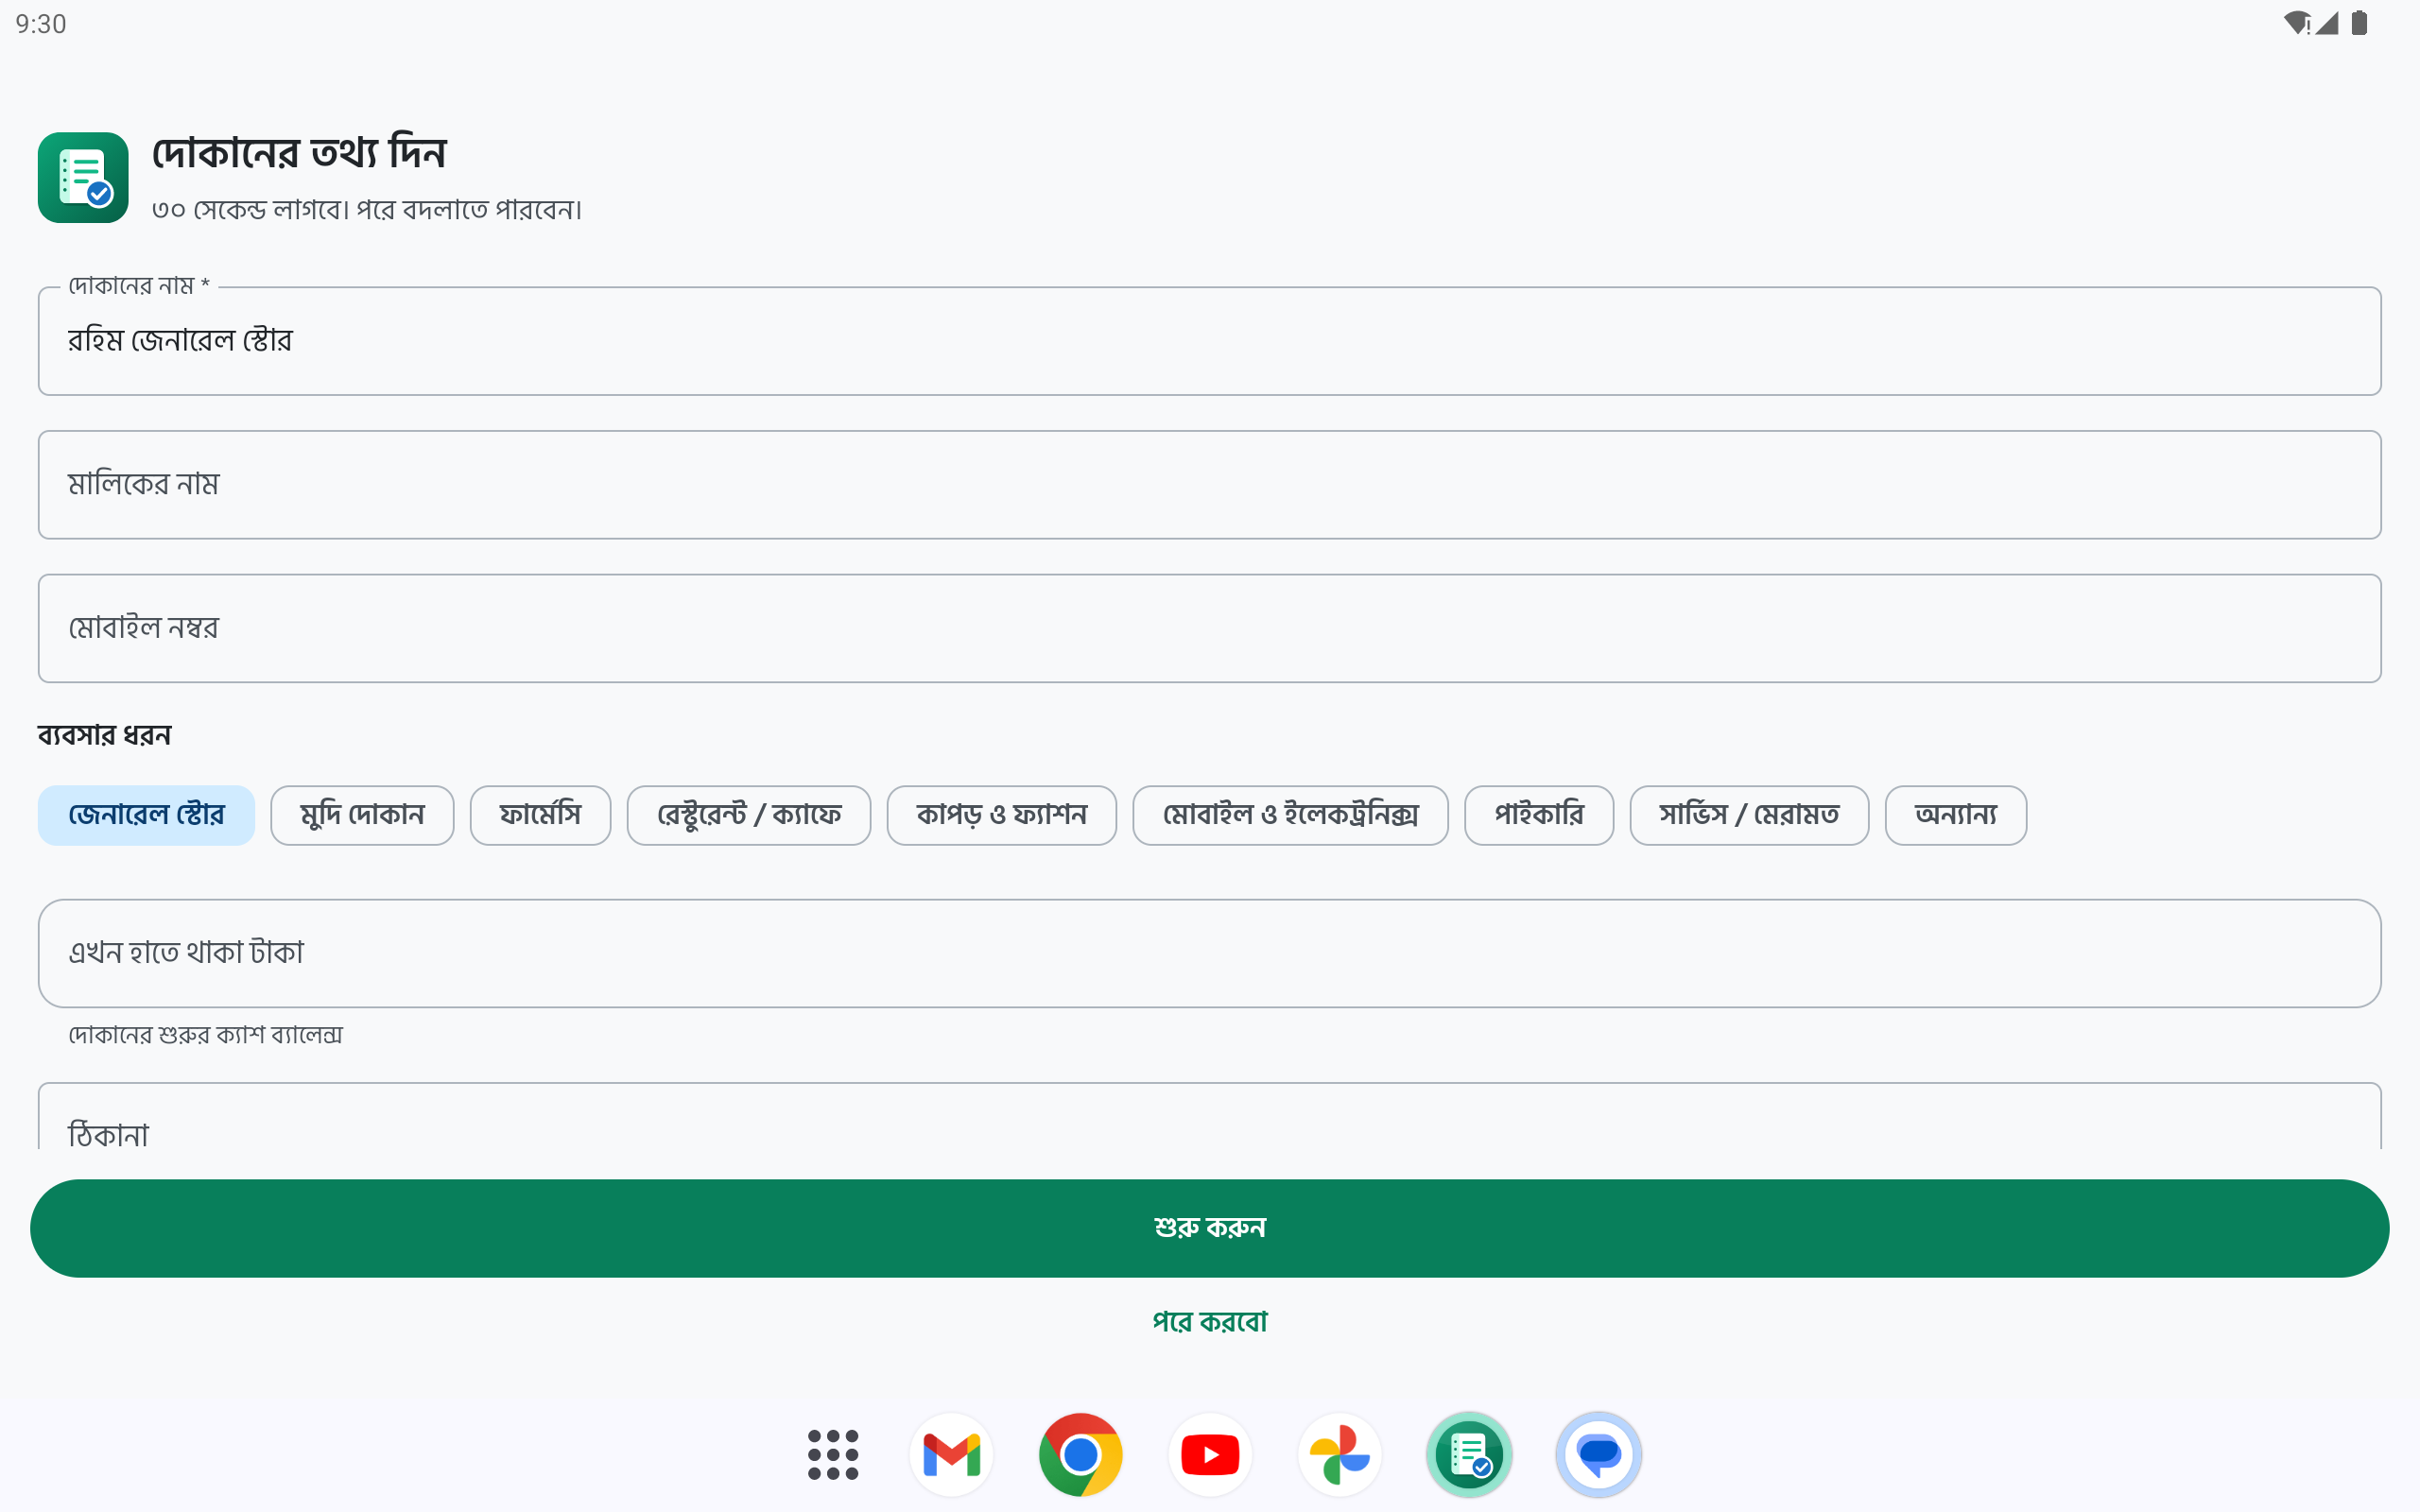 9:30
দোকানের তথ্য দিন
৩০ সেকেন্ড লাগবে। পরে বদলাতে পারবেন।
দোকানের নাম *
রহিম জেনারেল স্টোর
মালিকের নাম
মোবাইল নম্বর
ব্যবসার ধরন
জেনারেল স্টোর মুদি দোকান ফার্মেসি রেস্টুরেন্ট / ক্যাফে কাপড় ও ফ্যাশন মোবাইল ও ইলেকট্রনিক্স পাইকারি সার্ভিস / মেরামত অন্যান্য
এখন হাতে থাকা টাকা
দোকানের শুরুর ক্যাশ ব্যালেন্স
ঠিকানা
শুরু করুন
পরে করবো